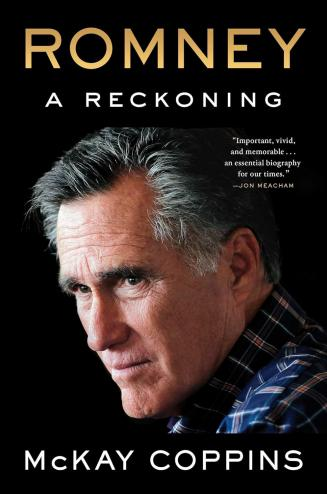 ROMNEY
A RECKONING
"Important, vivid,
and memorable . . .
an essential biography
for our times."
—JON MEACHAM
McKAY COPPINS